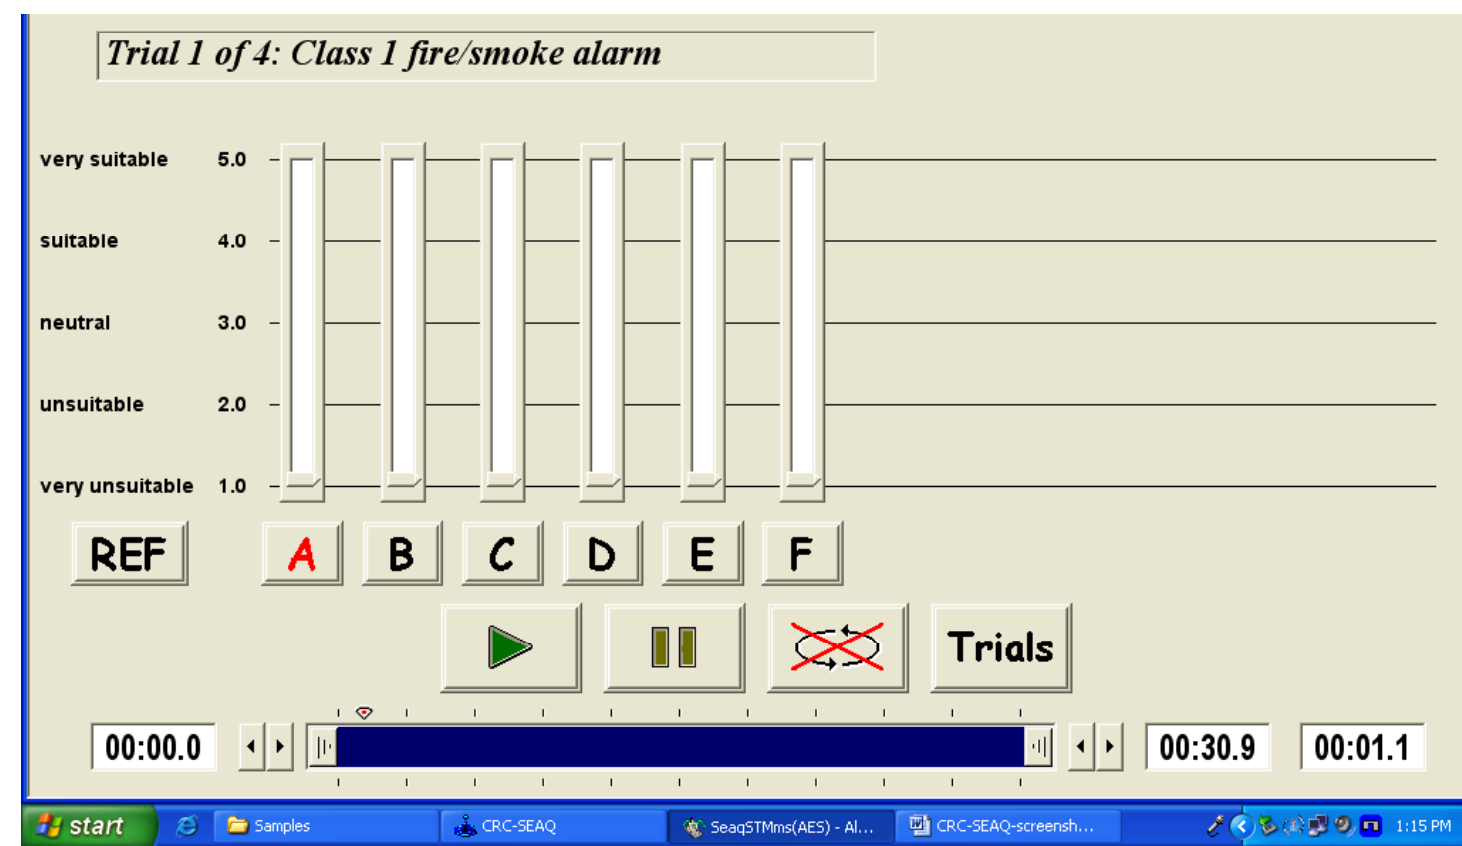 Trial 1 of 4: Class 1 fire/smoke alarm
very suitable 5.0
suitable 4.0
neutral 3.0
unsuitable 2.0
very unsuitable 1.0
REF A B C D E F
Trials
00:00.0 00:30.9 00:01.1
start Samples CRC-SEAQ SeaqSTMms(AES) - Al... CRC-SEAQ-screensh... 1:15 PM